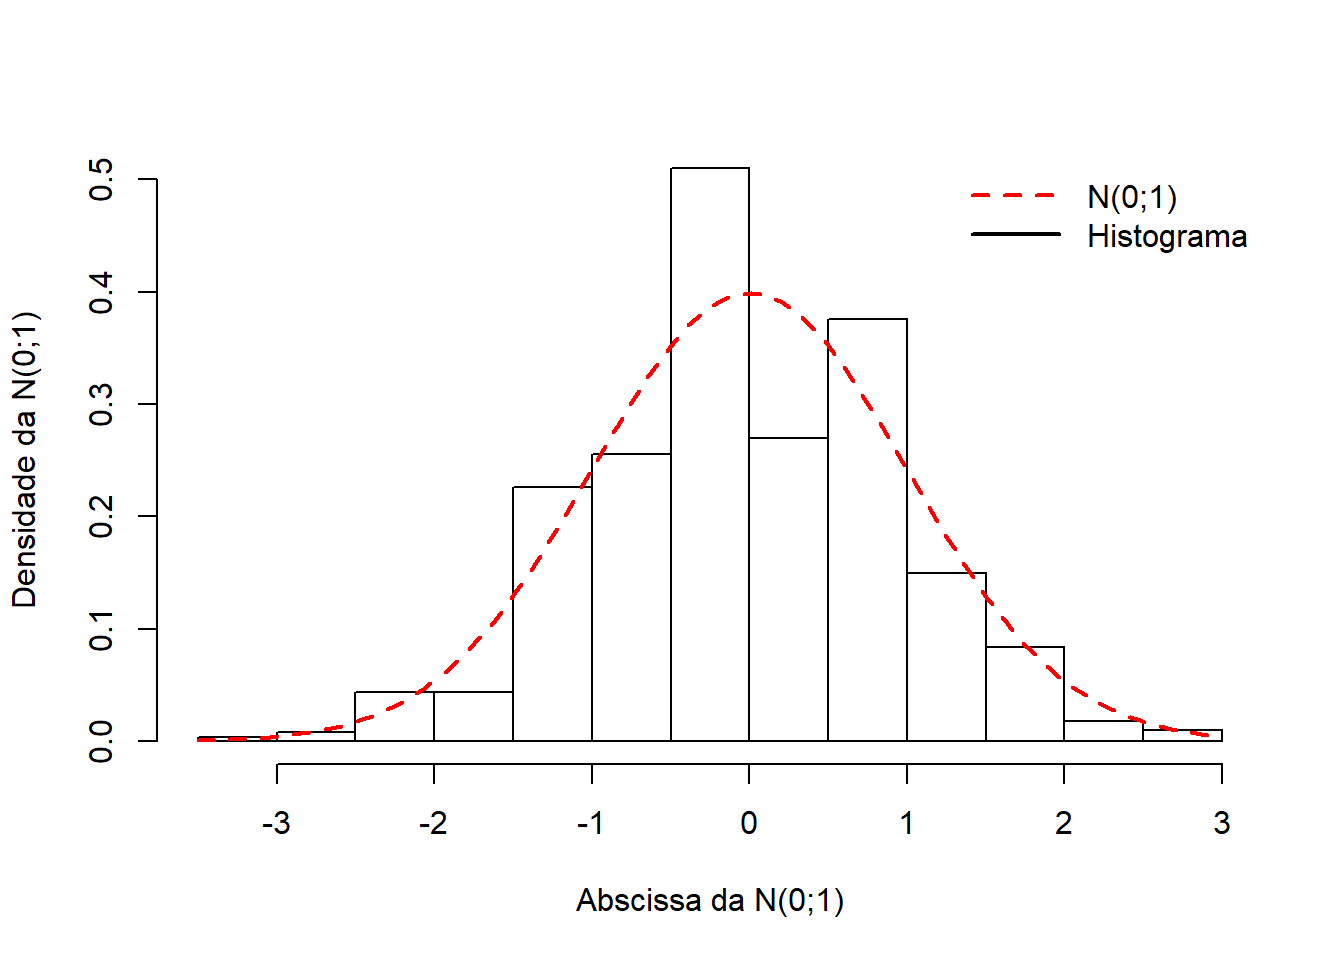 Densidade da N(0;1)
0.5
0.4
0.3
0.2
0.1
0.0
N(0;1)
Histograma
-3 -2 -1 0 1 2 3
Abscissa da N(0;1)